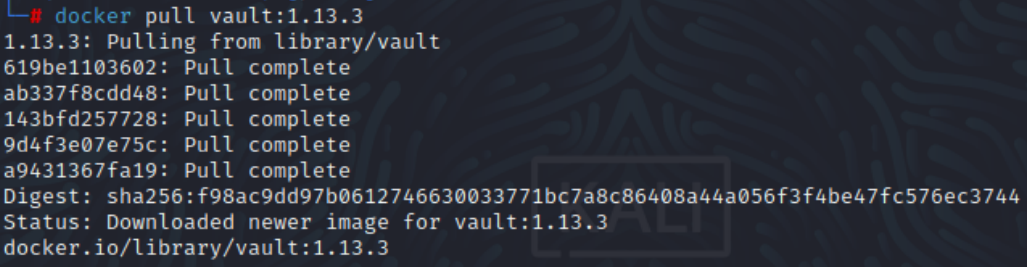 └─# docker pull vault:1.13.3
1.13.3: Pulling from library/vault
619be1103602: Pull complete
ab337f8cdd48: Pull complete
143bfd257728: Pull complete
9d4f3e07e75c: Pull complete
a9431367fa19: Pull complete
Digest: sha256:f98ac9dd97b0612746630033771bc7a8c86408a44a056f3f4be47fc576ec3744
Status: Downloaded newer image for vault:1.13.3
docker.io/library/vault:1.13.3
KALI